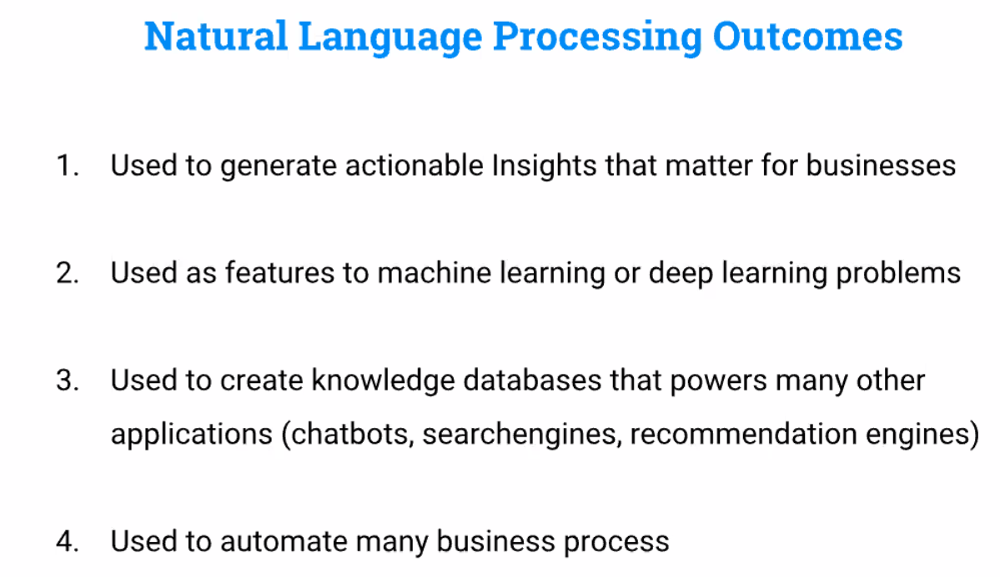 Natural Language Processing Outcomes
1. Used to generate actionable Insights that matter for businesses
2. Used as features to machine learning or deep learning problems
3. Used to create knowledge databases that powers many other
applications (chatbots, searchengines, recommendation engines)
4. Used to automate many business process